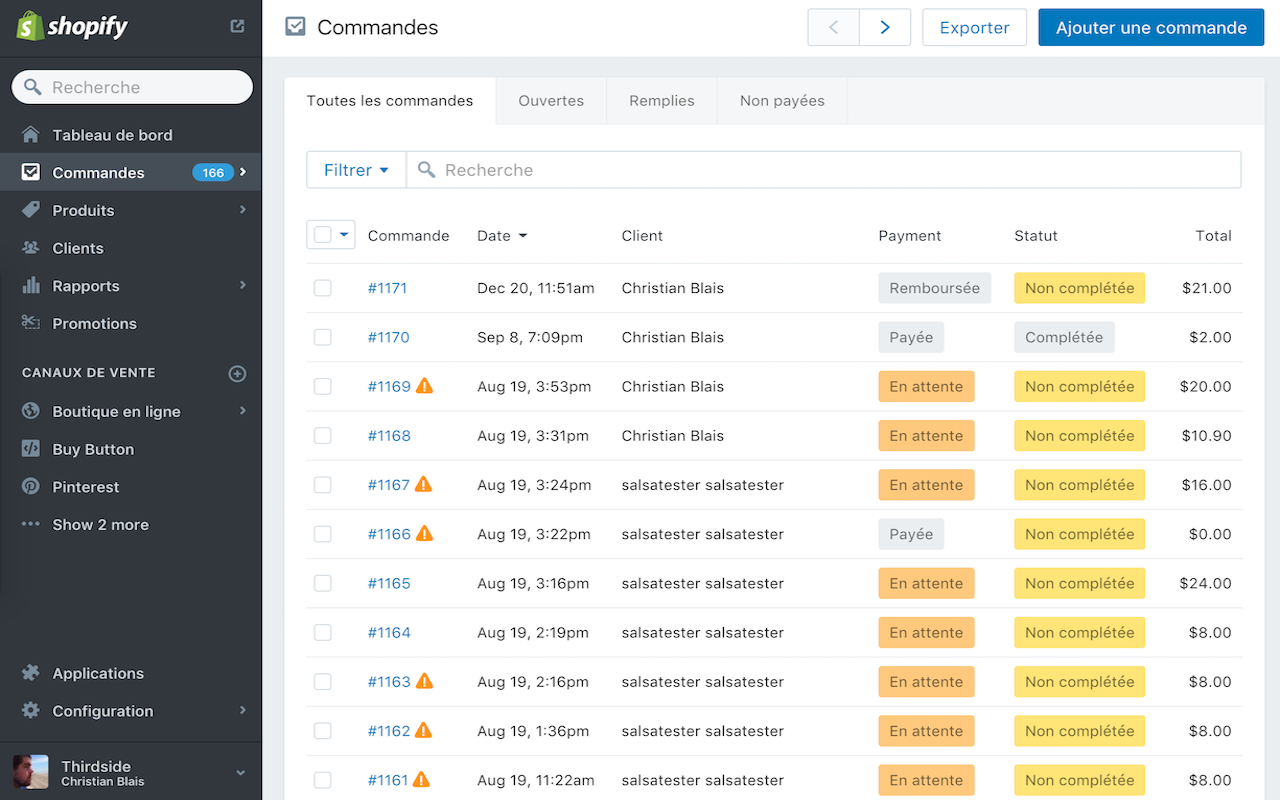 shopify
Recherche
Tableau de bord
Commandes 166
Produits
Clients
Rapports
Promotions
CANAUX DE VENTE
Boutique en ligne
Buy Button
Pinterest
Show 2 more
Applications
Configuration
Thirdside
Christian Blais
Commandes Exporter Ajouter une commande
Toutes les commandes Ouvertes Remplies Non payées
Filtrer Recherche
Commande Date Client Payment Statut Total
#1171 Dec 20, 11:51am Christian Blais Remboursée Non complétée $21.00
#1170 Sep 8, 7:09pm Christian Blais Payée Complétée $2.00
#1169 Aug 19, 3:53pm Christian Blais En attente Non complétée $20.00
#1168 Aug 19, 3:31pm Christian Blais En attente Non complétée $10.90
#1167 Aug 19, 3:24pm salsatester salsatester En attente Non complétée $16.00
#1166 Aug 19, 3:22pm salsatester salsatester Payée Non complétée $0.00
#1165 Aug 19, 3:16pm salsatester salsatester En attente Non complétée $24.00
#1164 Aug 19, 2:19pm salsatester salsatester En attente Non complétée $8.00
#1163 Aug 19, 2:16pm salsatester salsatester En attente Non complétée $8.00
#1162 Aug 19, 1:36pm salsatester salsatester En attente Non complétée $8.00
#1161 Aug 19, 11:22am salsatester salsatester En attente Non complétée $8.00